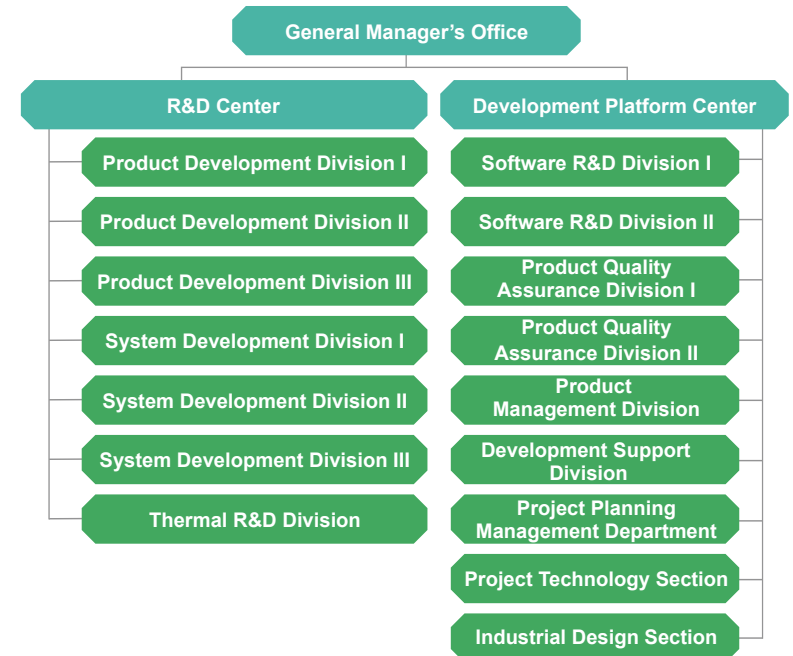 General Manager’s Office
R&D Center
Product Development Division I
Product Development Division II
Product Development Division III
System Development Division I
System Development Division II
System Development Division III
Thermal R&D Division
Development Platform Center
Software R&D Division I
Software R&D Division II
Product Quality
Assurance Division I
Product Quality
Assurance Division II
Product
Management Division
Development Support
Division
Project Planning
Management Department
Project Technology Section
Industrial Design Section